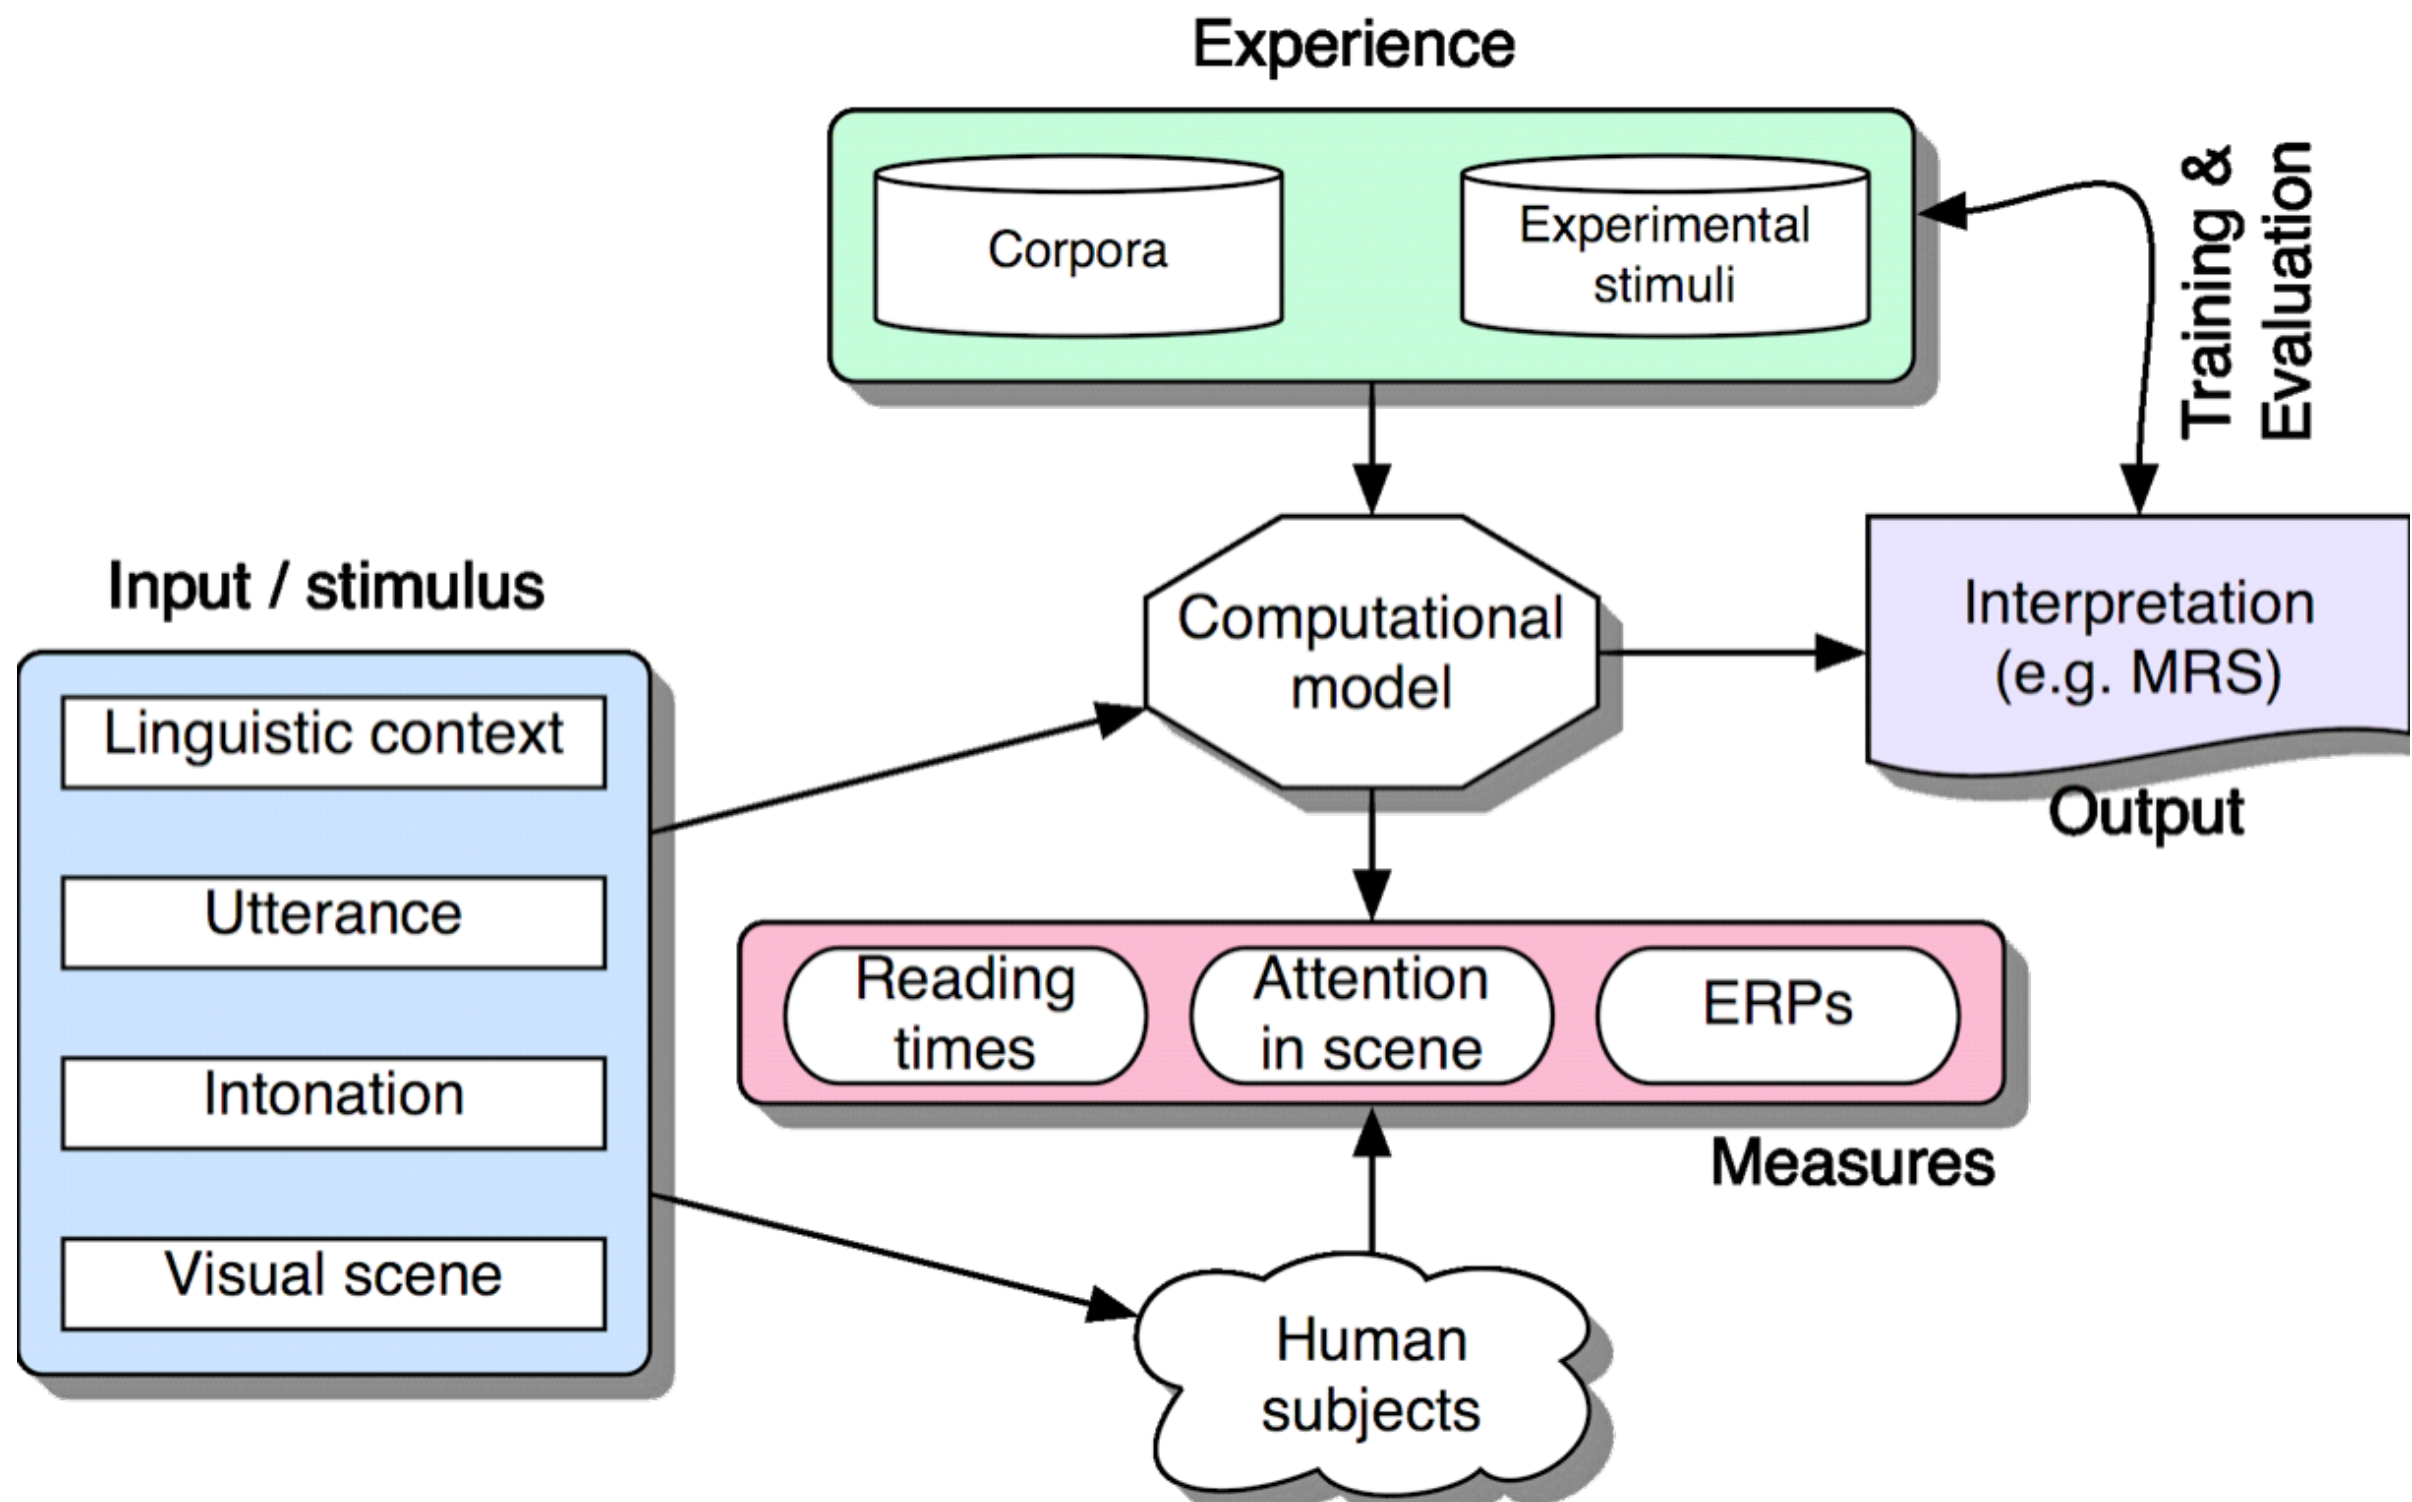 Experience
Corpora
Experimental
stimuli
Training &
Evaluation
Input / stimulus
Linguistic context
Utterance
Intonation
Visual scene
Computational
model
Interpretation
(e.g. MRS)
Output
Reading
times
Attention
in scene
ERPs
Measures
Human
subjects